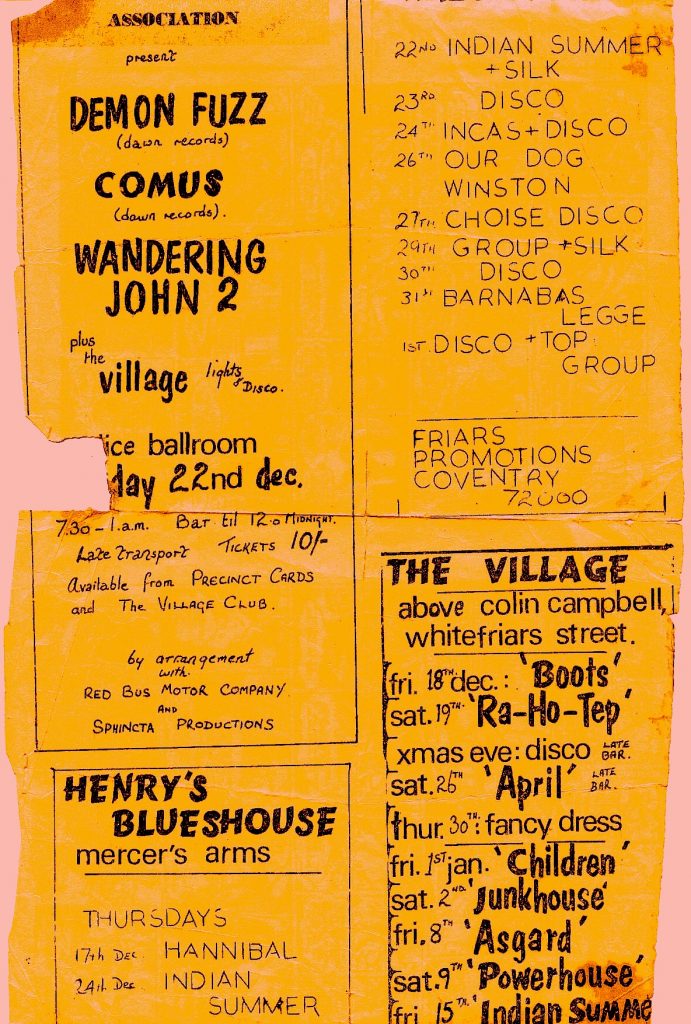 ASSOCIATION
present
DEMON FUZZ
(dawn records)
COMUS
(dawn records).
WANDERING
JOHN 2
plus
the
village lights & Disco.
ice ballroom
day 22nd dec.
7.30 - 1.a.m. Bar til 12.0 MIDNIGHT.
Late transport TICKETS 10/-
Available from PRECINCT CARDS
and The VILLAGE CLUB.
by arrangement
with.
RED BUS MOTOR COMPANY
AND
SPHINCTA PRODUCTIONS
HENRY'S
BLUESHOUSE
mercer's arms
THURSDAYS
17th Dec HANNIBAL
24th Dec INDIAN
SUMMER
22ND INDIAN SUMMER
+ SILK
23RD DISCO
24TH INCAS + DISCO
26TH OUR DOG
WINSTON
27TH CHOISE DISCO
29TH GROUP + SILK
30TH DISCO
31ST BARNABAS
LEGGE
1ST. DISCO + TOP
GROUP
FRIARS
PROMOTIONS
COVENTRY
THE VILLAGE
above colin campbell,
whitefriars street.
fri. 18TH dec.: 'Boots'
sat. 19TH 'Ra-Ho-Tep'
xmas eve: disco LATE BAR.
sat. 26TH 'April' LATE BAR.
thur. 30TH: fancy dress
fri. 1ST jan. 'Children'
sat. 2ND. 'Junkhouse'
fri. 8TH 'Asgard'
sat. 9TH 'Powerhouse'
fri 15TH. 'Indian Summe